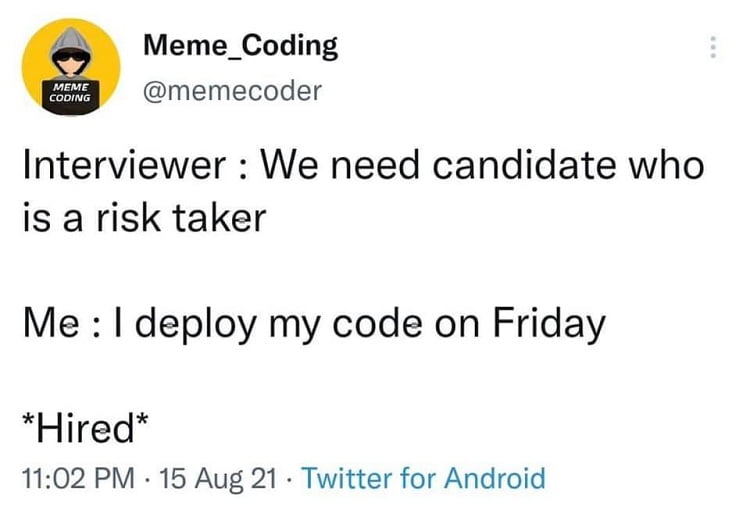 Meme_Coding
MEME
CODING
@memecoder
Interviewer : We need candidate who
is a risk taker
Me : I deploy my code on Friday
*Hired*
11:02 PM · 15 Aug 21 · Twitter for Android